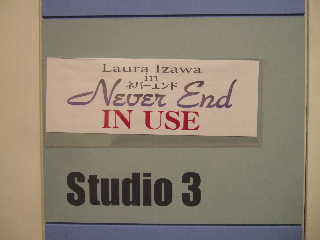 Laura Izawa
in
ネバーエンド
Never End
IN USE
Studio 3